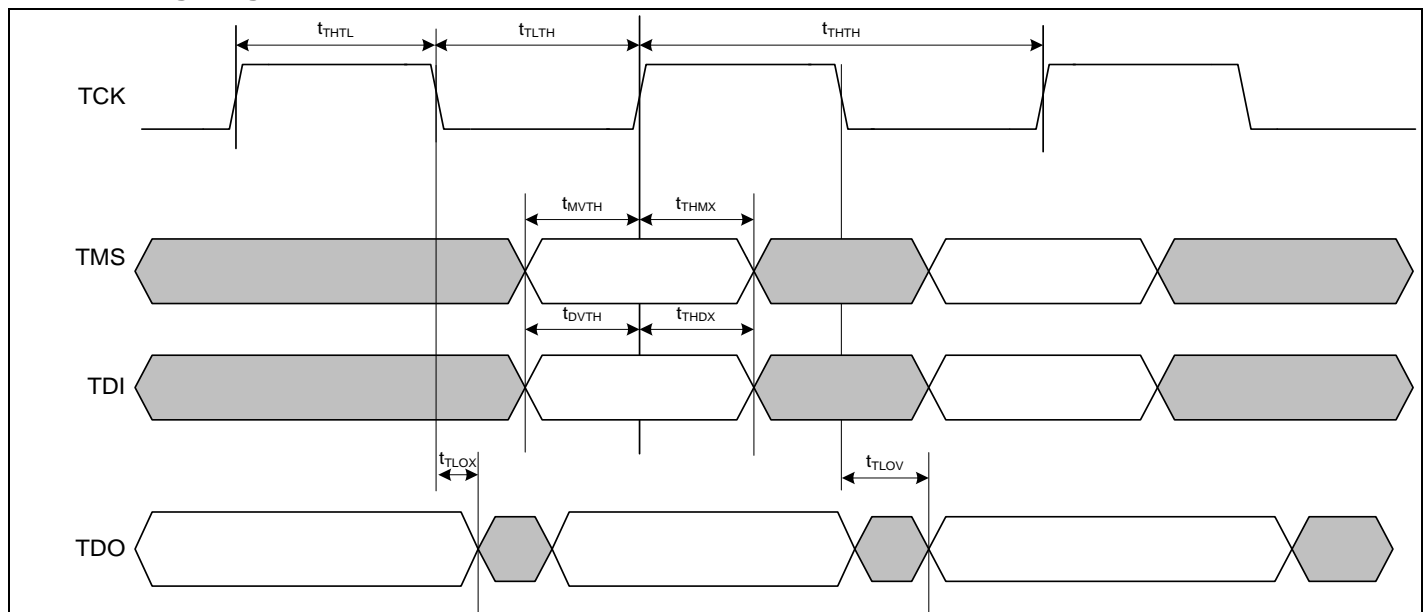 tTHTL tTLTH tTHTH
TCK
tMVTH tTHMX
TMS
tDVTH tTHDX
TDI
tTLOX tTLOV
TDO